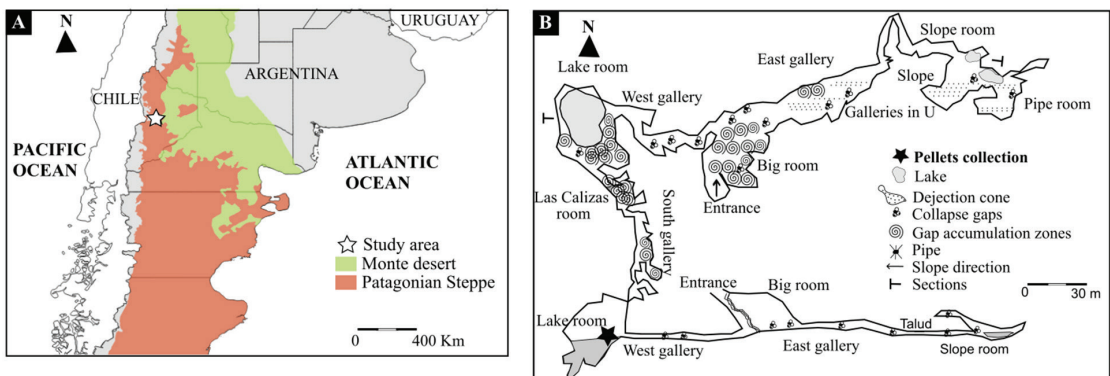 A
N
URUGUAY
ARGENTINA
CHILE
PACIFIC
OCEAN
ATLANTIC
OCEAN
Study area
Monte desert
Patagonian Steppe
0 400 Km
B
N
Slope room
Lake room
East gallery
West gallery
Slope
Galleries in U
Pipe room
Big room
Las Calizas
room
Entrance
South gallery
Pellets collection
Lake
Dejection cone
Collapse gaps
Gap accumulation zones
Pipe
Slope direction
Sections
0 30 m
Entrance
Big room
Lake room
West gallery
East gallery
Talud
Slope room